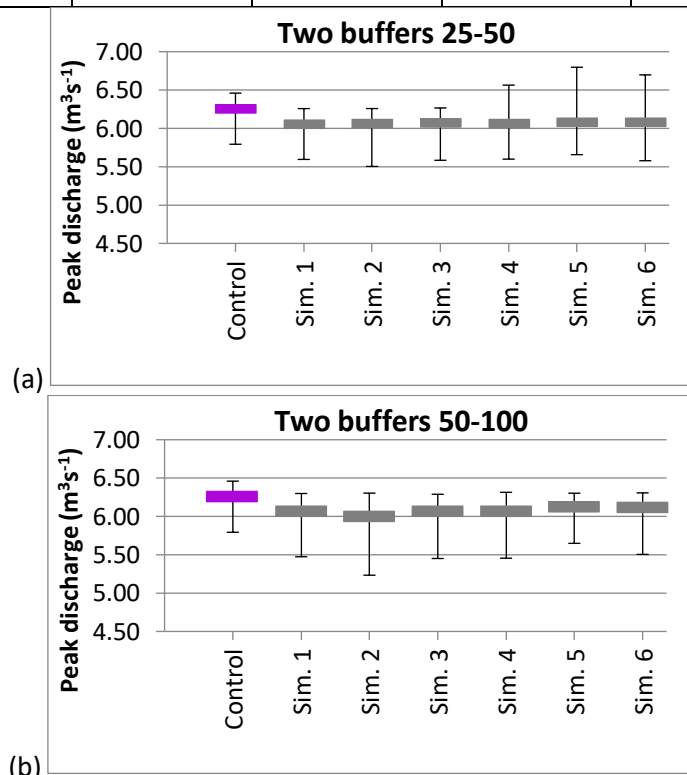 Two buffers 25-50
Peak discharge (m³s⁻¹)
7.00
6.50
6.00
5.50
5.00
4.50
Control
Sim. 1
Sim. 2
Sim. 3
Sim. 4
Sim. 5
Sim. 6
(a)
Two buffers 50-100
Peak discharge (m³s⁻¹)
7.00
6.50
6.00
5.50
5.00
4.50
Control
Sim. 1
Sim. 2
Sim. 3
Sim. 4
Sim. 5
Sim. 6
(b)